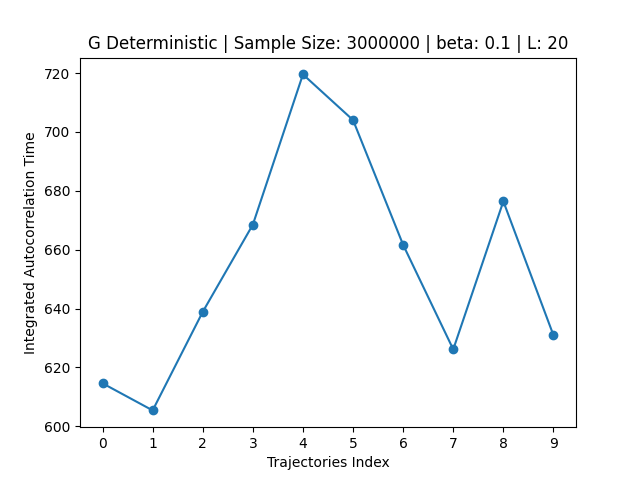 G Deterministic | Sample Size: 3000000 | beta: 0.1 | L: 20
Integrated Autocorrelation Time
720
700
680
660
640
620
600
0 1 2 3 4 5 6 7 8 9
Trajectories Index